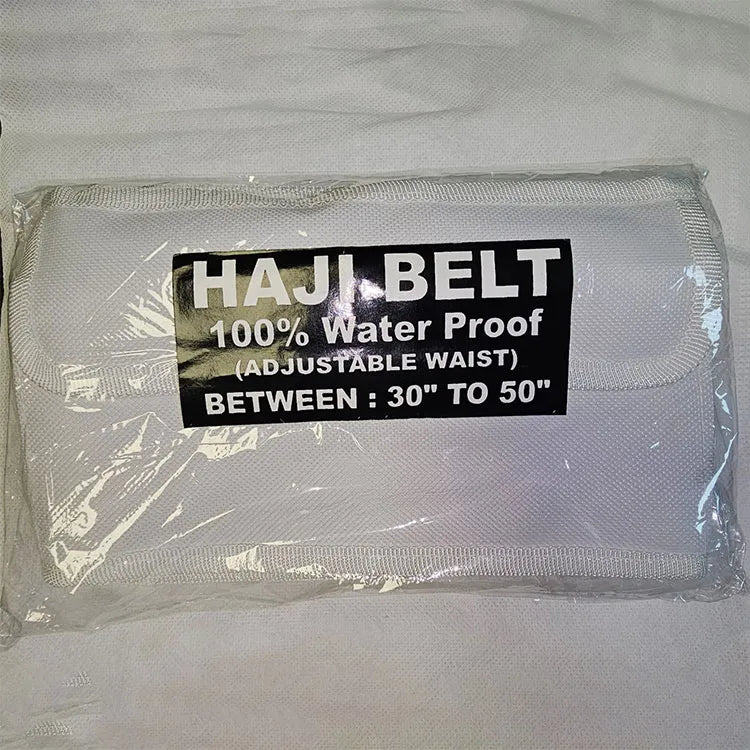 HAJI BELT
100% Water Proof
(ADJUSTABLE WAIST)
BETWEEN : 30" TO 50"